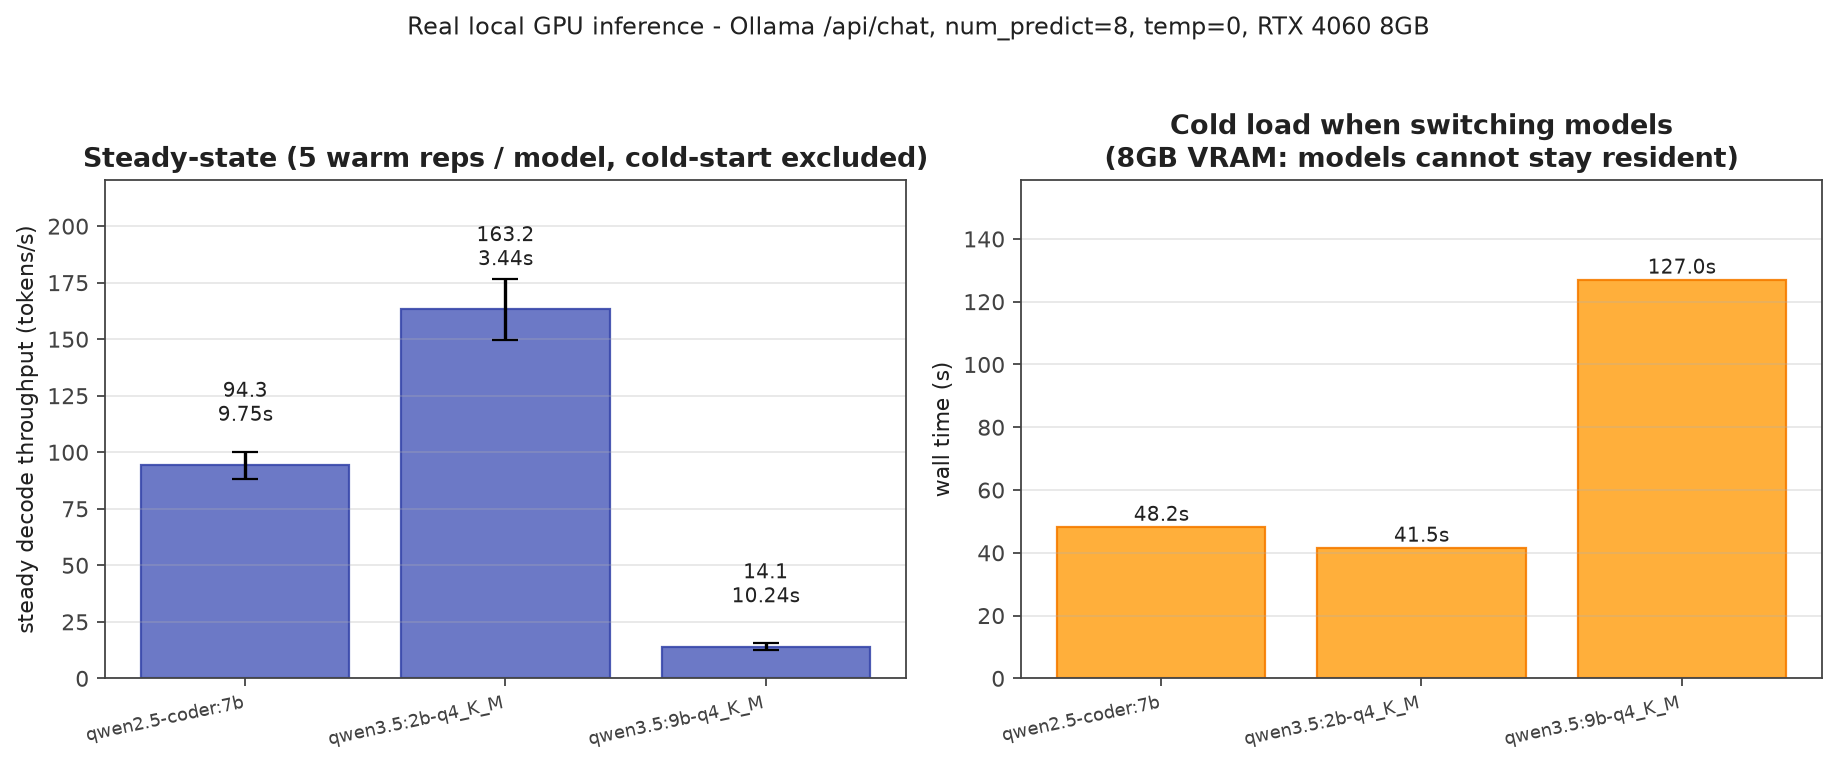 Real local GPU inference - Ollama /api/chat, num_predict=8, temp=0, RTX 4060 8GB
Steady-state (5 warm reps / model, cold-start excluded)
steady decode throughput (tokens/s)
200
175
150
125
100
75
50
25
0
94.3
9.75s
163.2
3.44s
14.1
10.24s
qwen2.5-coder:7b
qwen3.5:2b-q4_K_M
qwen3.5:9b-q4_K_M
Cold load when switching models
(8GB VRAM: models cannot stay resident)
wall time (s)
140
120
100
80
60
40
20
0
48.2s
41.5s
127.0s
qwen2.5-coder:7b
qwen3.5:2b-q4_K_M
qwen3.5:9b-q4_K_M